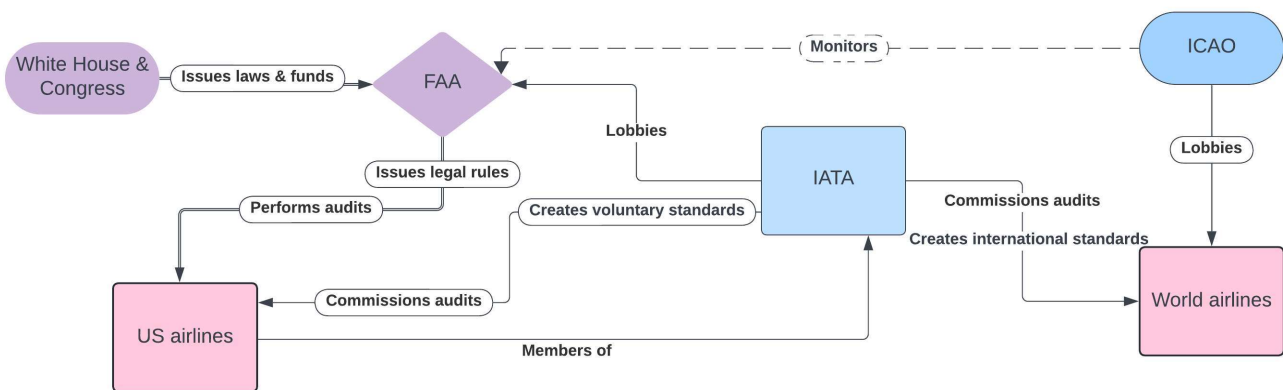 Monitors
ICAO
White House &
Congress
Issues laws & funds
FAA
Lobbies
Lobbies
Issues legal rules
IATA
Performs audits
Creates voluntary standards
Commissions audits
Creates international standards
Commissions audits
World airlines
US airlines
Members of